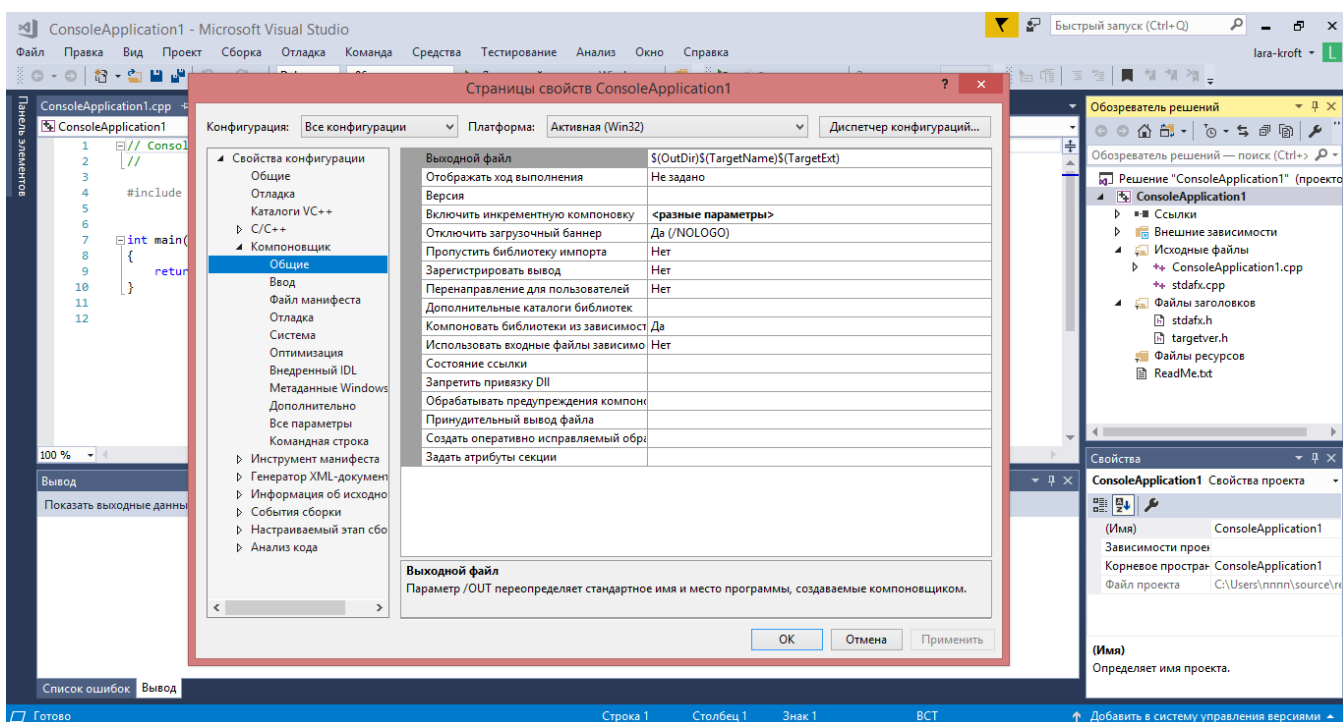 ConsoleApplication1 - Microsoft Visual Studio
Быстрый запуск (Ctrl+Q)
Файл Правка Вид Проект Сборка Отладка Команда Средства Тестирование Анализ Окно Справка
lara-kroft
L
Панель элементов
ConsoleApplication1.cpp
ConsoleApplication1
1 // Consol
2 //
3
4 #include
5
6
7 int main(
8 {
9 retur
10 }
11
12
100 %
Страницы свойств ConsoleApplication1
Конфигурация: Все конфигурации Платформа: Активная (Win32) Диспетчер конфигураций...
Свойства конфигурации
Общие
Отладка
Каталоги VC++
C/C++
Компоновщик
Общие
Ввод
Файл манифеста
Отладка
Система
Оптимизация
Внедренный IDL
Метаданные Windows
Дополнительно
Все параметры
Командная строка
Инструмент манифеста
Генератор XML-документ
Информация об исходно
События сборки
Настраиваемый этап сбо
Анализ кода
Выходной файл $(OutDir)$(TargetName)$(TargetExt)
Отображать ход выполнения Не задано
Версия
Включить инкрементную компоновку <разные параметры>
Отключить загрузочный баннер Да (/NOLOGO)
Пропустить библиотеку импорта Нет
Зарегистрировать вывод Нет
Перенаправление для пользователей Нет
Дополнительные каталоги библиотек
Компоновать библиотеки из зависимост Да
Использовать входные файлы зависимо Нет
Состояние ссылки
Запретить привязку Dll
Обрабатывать предупреждения компоно
Принудительный вывод файла
Создать оперативно исправляемый обра
Задать атрибуты секции
Выходной файл
Параметр /OUT переопределяет стандартное имя и место программы, создаваемые компоновщиком.
ОК Отмена Применить
Обозреватель решений
Обозреватель решений — поиск (Ctrl+>
Решение "ConsoleApplication1" (проекто
ConsoleApplication1
Ссылки
Внешние зависимости
Исходные файлы
ConsoleApplication1.cpp
stdafx.cpp
Файлы заголовков
stdafx.h
targetver.h
Файлы ресурсов
ReadMe.txt
Свойства
ConsoleApplication1 Свойства проекта
(Имя) ConsoleApplication1
Зависимости проек
Корневое простран ConsoleApplication1
Файл проекта C:\Users\nnnn\source\re
(Имя)
Определяет имя проекта.
Вывод
Показать выходные данны
Список ошибок Вывод
Готово Строка 1 Столбец 1 Знак 1 ВСТ Добавить в систему управления версиями